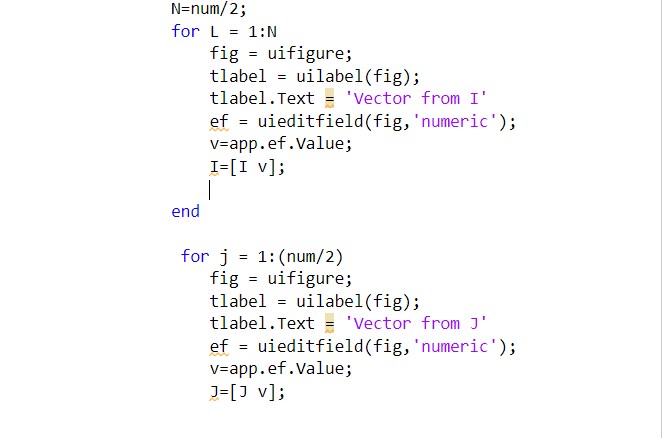 N=num/2;
for L = 1:N
fig = uifigure;
tlabel = uilabel(fig);
tlabel.Text = 'Vector from I'
ef = uieditfield(fig,'numeric');
v=app.ef.Value;
I=[I v];
end
for j = 1:(num/2)
fig = uifigure;
tlabel = uilabel(fig);
tlabel.Text = 'Vector from J'
ef = uieditfield(fig,'numeric');
v=app.ef.Value;
J=[J v];